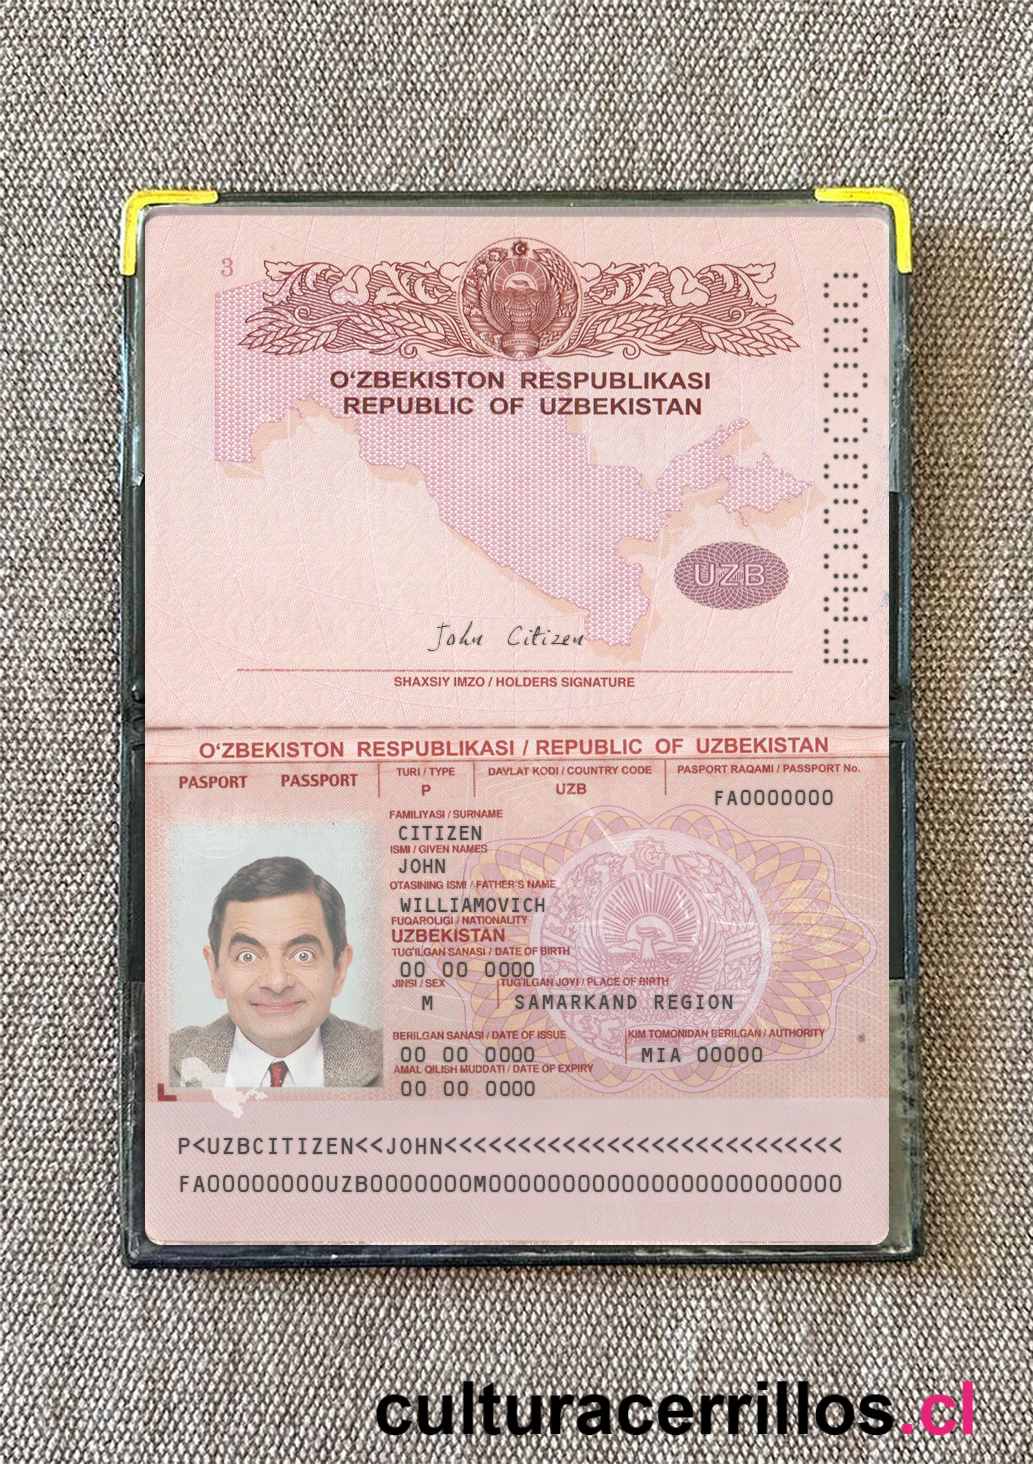 3
O‘ZBEKISTON RESPUBLIKASI
REPUBLIC OF UZBEKISTAN
UZB
FA0000000
John Citizen
SHAXSIY IMZO / HOLDERS SIGNATURE
O‘ZBEKISTON RESPUBLIKASI / REPUBLIC OF UZBEKISTAN
PASPORT PASSPORT
TURI / TYPE DAVLAT KODI / COUNTRY CODE PASPORT RAQAMI / PASSPORT No.
P UZB FA0000000
FAMILIYASI / SURNAME
CITIZEN
ISMI / GIVEN NAMES
JOHN
OTASINING ISMI / FATHER'S NAME
WILLIAMOVICH
FUQAROLIGI / NATIONALITY
UZBEKISTAN
TUG'ILGAN SANASI / DATE OF BIRTH
00 00 0000
JINSI / SEX TUG'ILGAN JOYI / PLACE OF BIRTH
M SAMARKAND REGION
BERILGAN SANASI / DATE OF ISSUE KIM TOMONIDAN BERILGAN / AUTHORITY
00 00 0000 MIA 00000
AMAL QILISH MUDDATI / DATE OF EXPIRY
00 00 0000
P<UZBCITIZEN<<JOHN<<<<<<<<<<<<<<<<<<<<<<<<<<
FA00000000UZB0000000M00000000000000000000000
culturacerrillos.cl